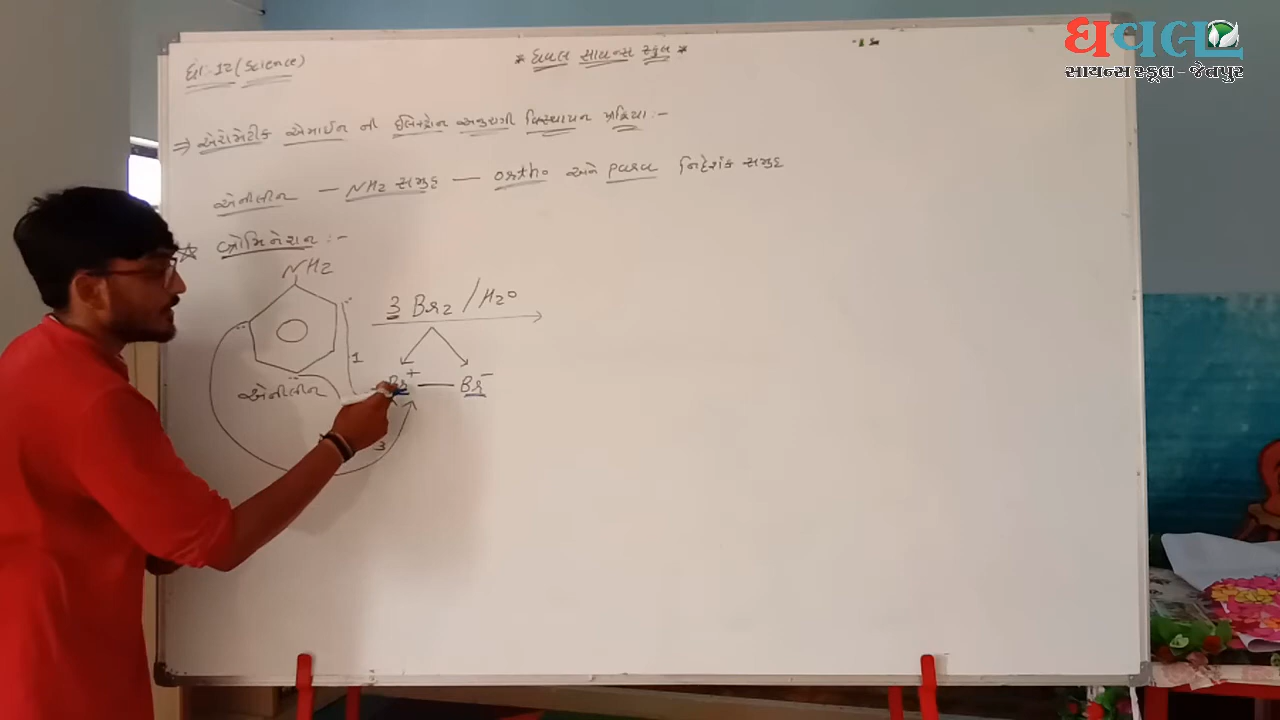 ધવલ
સાયન્સ સ્કૂલ - જેતપુર
* ધવલ સાયન્સ સ્કૂલ *
ધો:-12 (Science)
⇒ એરોમેટીક એમાઈન ની ઈલેક્ટ્રોન અનુરાગી વિસ્થાપન પ્રક્રિયા :-
એનીલીન — NH2 સમુહ — ortho અને para નિર્દેશક સમુહ
☆ બ્રોમિનેશન :-
NH2
3 Br2 / H2O
1
Br+ — Br-
એનીલીન
3